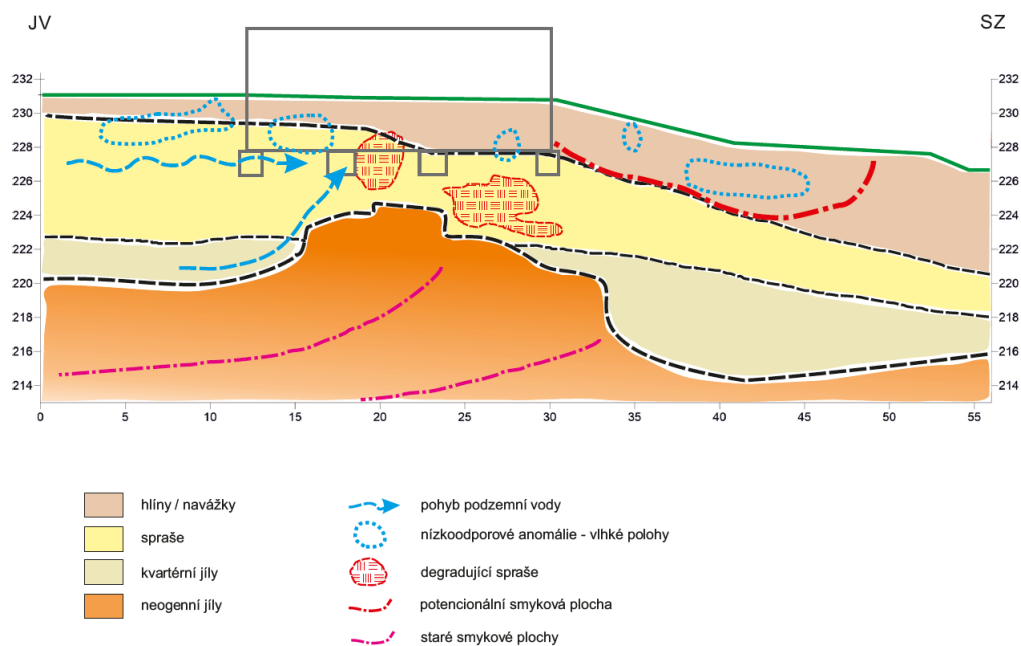 JV
SZ
232
230
228
226
224
222
220
218
216
214
232
230
228
226
224
222
220
218
216
214
0
5
10
15
20
25
30
35
40
45
50
55
hlíny / navážky
spraše
kvartérní jíly
neogenní jíly
pohyb podzemní vody
nízkoodporové anomálie - vlhké polohy
degradující spraše
potencionální smyková plocha
staré smykové plochy